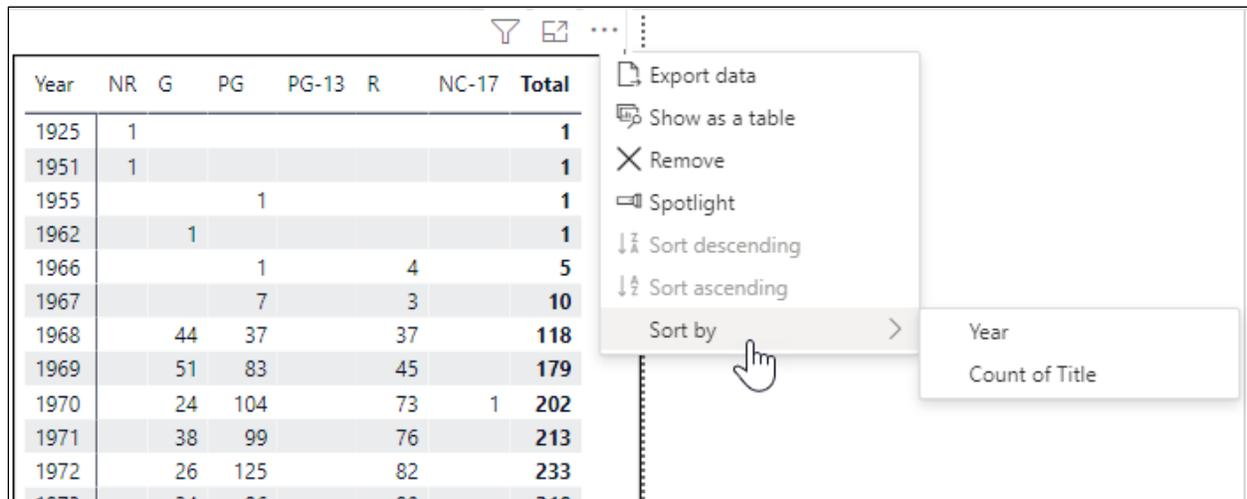 Year NR G PG PG-13 R NC-17 Total
1925 1 1
1951 1 1
1955 1 1
1962 1 1
1966 1 4 5
1967 7 3 10
1968 44 37 37 118
1969 51 83 45 179
1970 24 104 73 1 202
1971 38 99 76 213
1972 26 125 82 233
Export data
Show as a table
Remove
Spotlight
Sort descending
Sort ascending
Sort by
Year
Count of Title